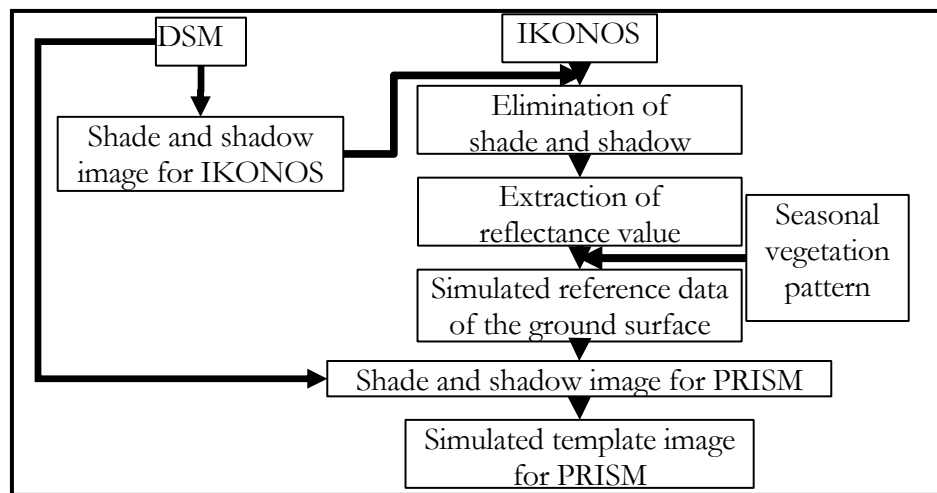 DSM
IKONOS
Shade and shadow
image for IKONOS
Elimination of
shade and shadow
Extraction of
reflectance value
Seasonal
vegetation
pattern
Simulated reference data
of the ground surface
Shade and shadow image for PRISM
Simulated template image
for PRISM